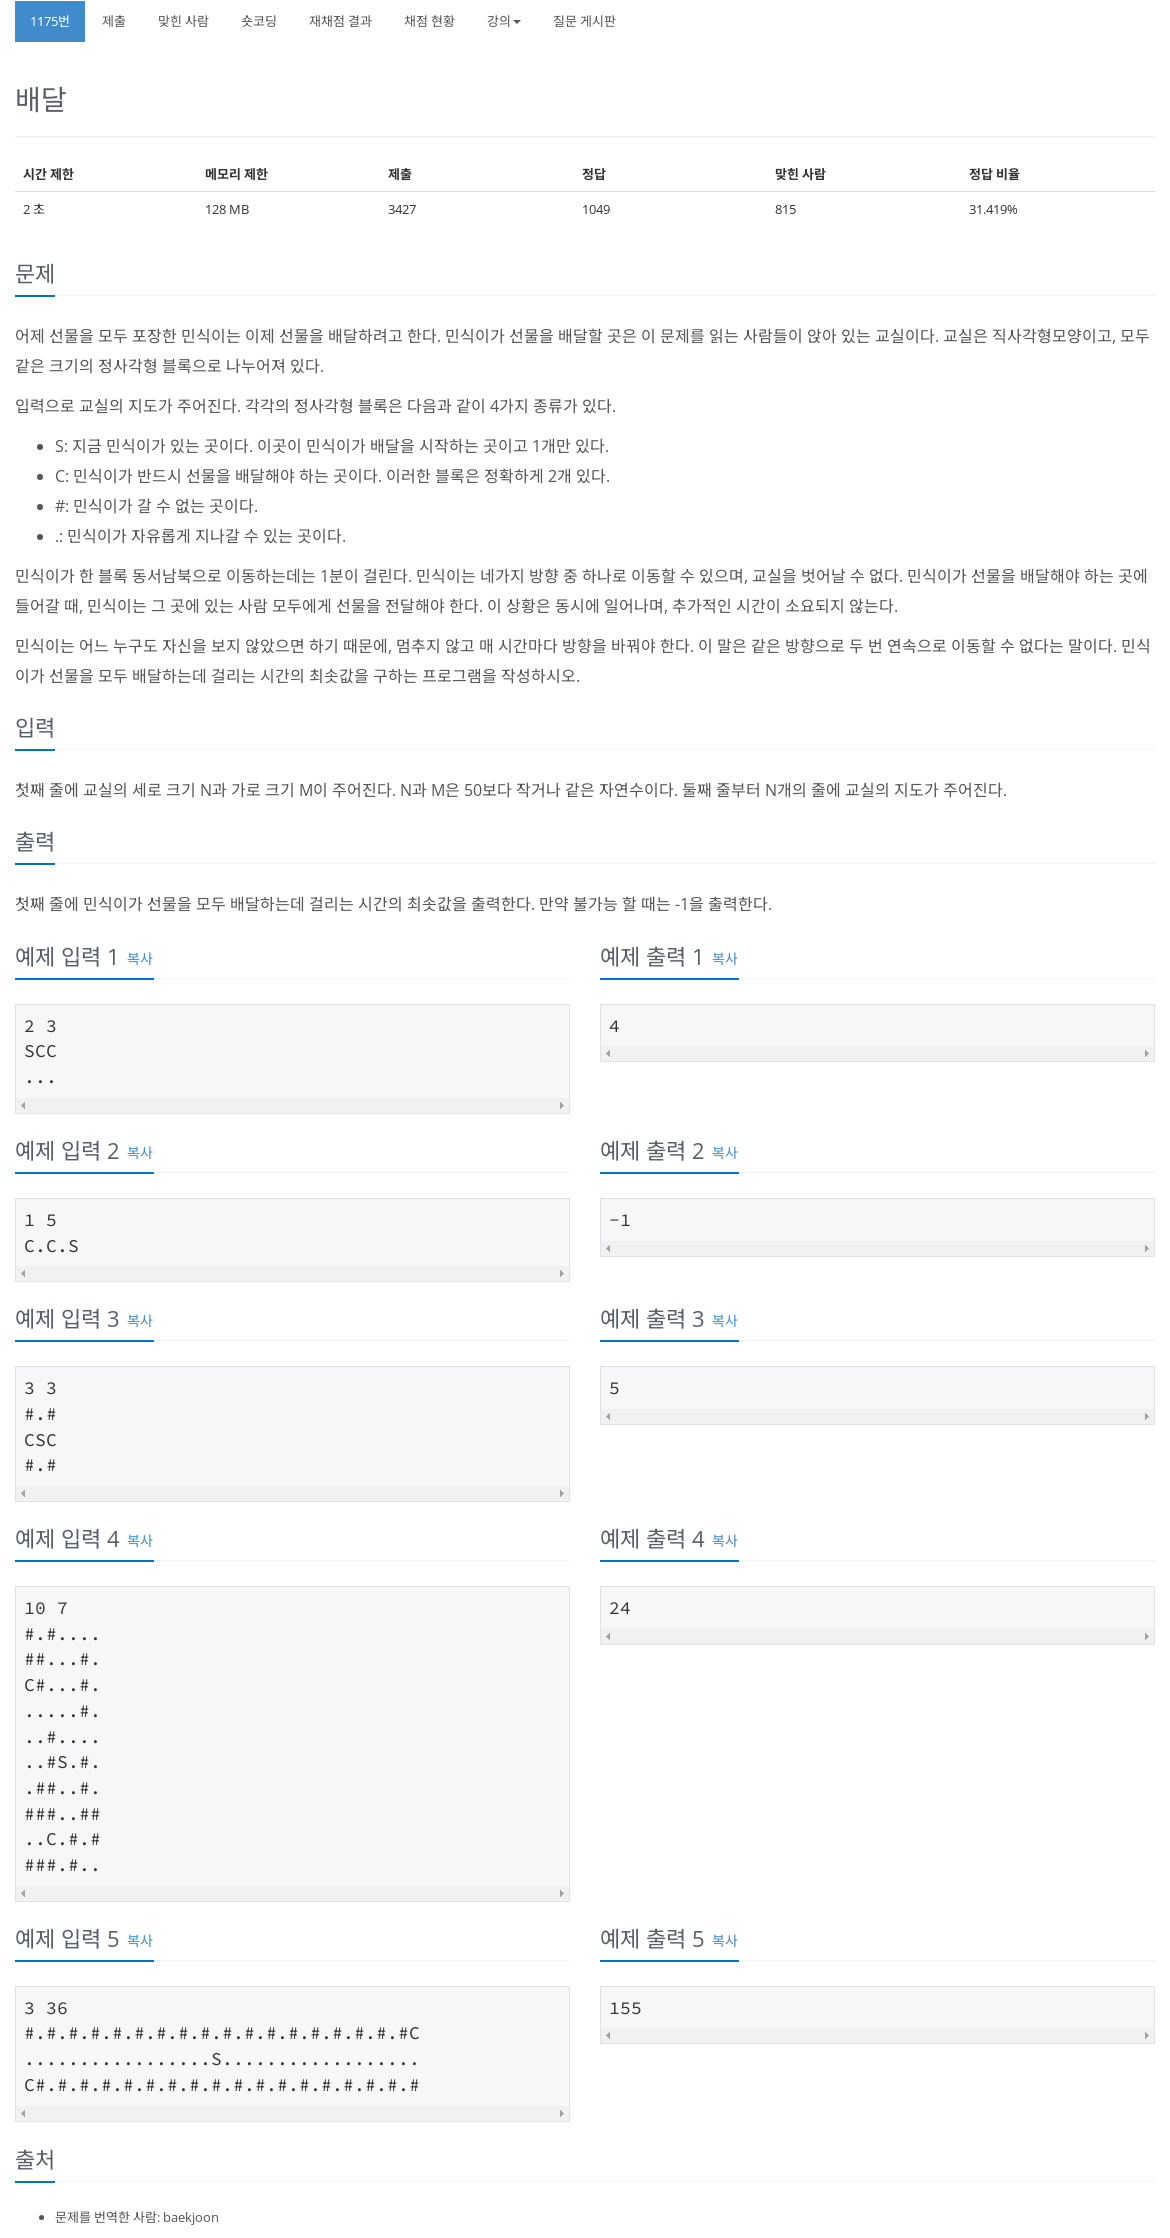 1175번 제출 맞힌 사람 숏코딩 재채점 결과 채점 현황 강의 질문 게시판
배달
시간 제한 메모리 제한 제출 정답 맞힌 사람 정답 비율
2 초 128 MB 3427 1049 815 31.419%
문제
어제 선물을 모두 포장한 민식이는 이제 선물을 배달하려고 한다. 민식이가 선물을 배달할 곳은 이 문제를 읽는 사람들이 앉아 있는 교실이다. 교실은 직사각형모양이고, 모두
같은 크기의 정사각형 블록으로 나누어져 있다.
입력으로 교실의 지도가 주어진다. 각각의 정사각형 블록은 다음과 같이 4가지 종류가 있다.
S: 지금 민식이가 있는 곳이다. 이곳이 민식이가 배달을 시작하는 곳이고 1개만 있다.
C: 민식이가 반드시 선물을 배달해야 하는 곳이다. 이러한 블록은 정확하게 2개 있다.
#: 민식이가 갈 수 없는 곳이다.
.: 민식이가 자유롭게 지나갈 수 있는 곳이다.
민식이가 한 블록 동서남북으로 이동하는데는 1분이 걸린다. 민식이는 네가지 방향 중 하나로 이동할 수 있으며, 교실을 벗어날 수 없다. 민식이가 선물을 배달해야 하는 곳에
들어갈 때, 민식이는 그 곳에 있는 사람 모두에게 선물을 전달해야 한다. 이 상황은 동시에 일어나며, 추가적인 시간이 소요되지 않는다.
민식이는 어느 누구도 자신을 보지 않았으면 하기 때문에, 멈추지 않고 매 시간마다 방향을 바꿔야 한다. 이 말은 같은 방향으로 두 번 연속으로 이동할 수 없다는 말이다. 민식
이가 선물을 모두 배달하는데 걸리는 시간의 최솟값을 구하는 프로그램을 작성하시오.
입력
첫째 줄에 교실의 세로 크기 N과 가로 크기 M이 주어진다. N과 M은 50보다 작거나 같은 자연수이다. 둘째 줄부터 N개의 줄에 교실의 지도가 주어진다.
출력
첫째 줄에 민식이가 선물을 모두 배달하는데 걸리는 시간의 최솟값을 출력한다. 만약 불가능 할 때는 -1을 출력한다.
예제 입력 1 복사
2 3
SCC
...
예제 출력 1 복사
4
예제 입력 2 복사
1 5
C.C.S
예제 출력 2 복사
-1
예제 입력 3 복사
3 3
#.#
CSC
#.#
예제 출력 3 복사
5
예제 입력 4 복사
10 7
#.#....
##...#.
C#...#.
.....#.
..#....
..#S.#.
.##..#.
###..##
..C.#.#
###.#..
예제 출력 4 복사
24
예제 입력 5 복사
3 36
#.#.#.#.#.#.#.#.#.#.#.#.#.#.#.#.#.#C
.................S..................
C#.#.#.#.#.#.#.#.#.#.#.#.#.#.#.#.#.#
예제 출력 5 복사
155
출처
문제를 번역한 사람: baekjoon